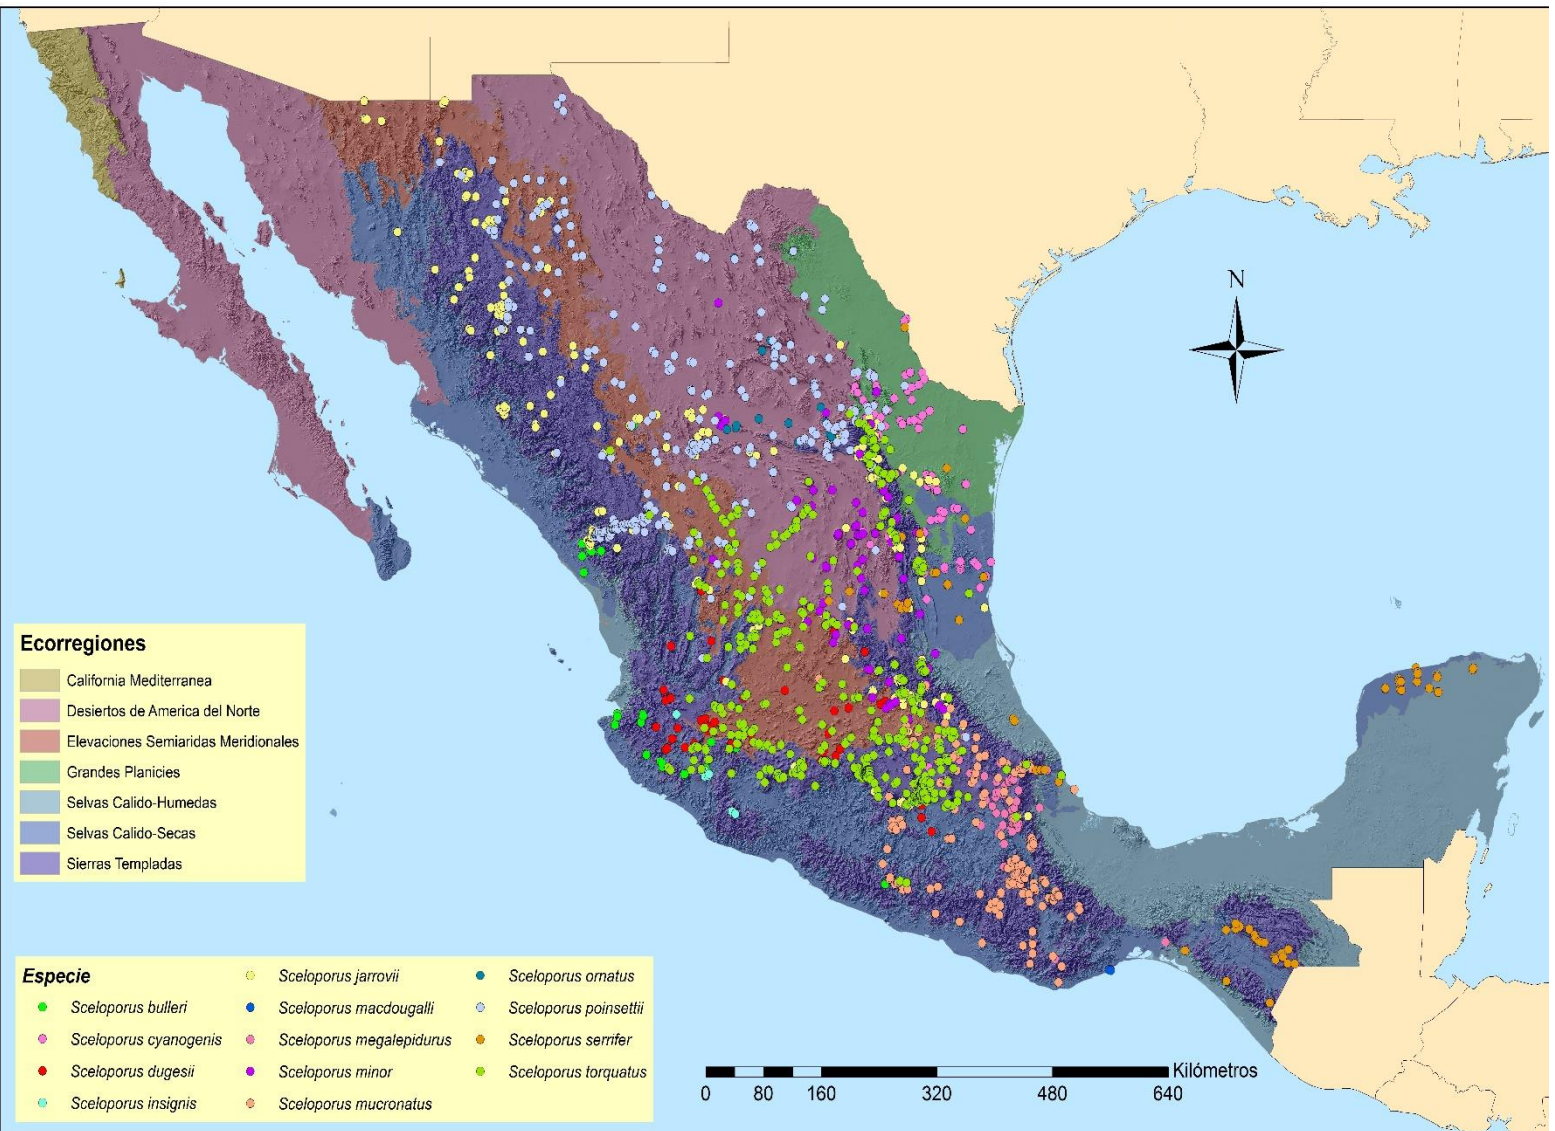 N
Ecorregiones
California Mediterranea
Desiertos de America del Norte
Elevaciones Semiaridas Meridionales
Grandes Planicies
Selvas Calido-Humedas
Selvas Calido-Secas
Sierras Templadas
Especie
Sceloporus bulleri
Sceloporus cyanogenis
Sceloporus dugesii
Sceloporus insignis
Sceloporus jarrovii
Sceloporus macdougalli
Sceloporus megalepidurus
Sceloporus minor
Sceloporus mucronatus
Sceloporus ornatus
Sceloporus poinsettii
Sceloporus serrifer
Sceloporus torquatus
Kilómetros
0 80 160 320 480 640